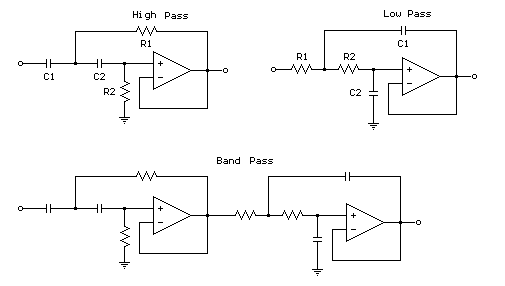 High Pass
Low Pass
R1
C1
C2
R2
+
−
R1
R2
C1
C2
+
−
Band Pass
+
−
+
−